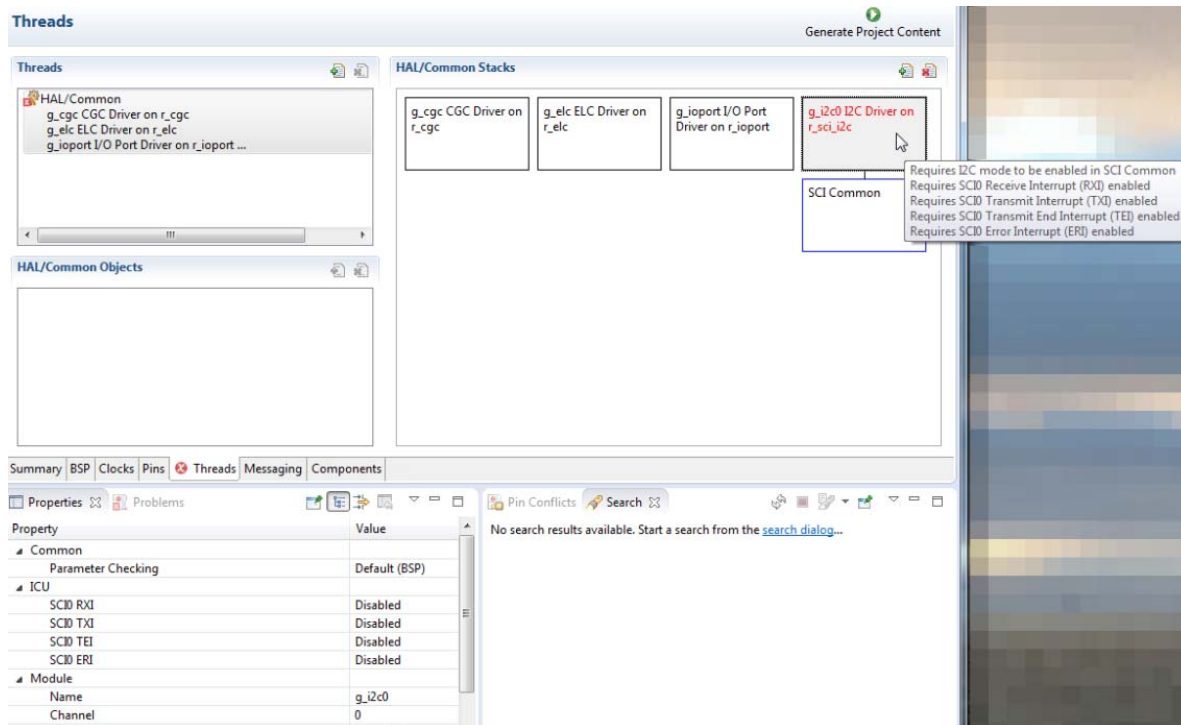 Threads
Generate Project Content
Threads
HAL/Common
g_cgc CGC Driver on r_cgc
g_elc ELC Driver on r_elc
g_ioport I/O Port Driver on r_ioport ...
HAL/Common Objects
HAL/Common Stacks
g_cgc CGC Driver on
r_cgc
g_elc ELC Driver on
r_elc
g_ioport I/O Port
Driver on r_ioport
g_i2c0 I2C Driver on
r_sci_i2c
SCI Common
Requires I2C mode to be enabled in SCI Common
Requires SCI0 Receive Interrupt (RXI) enabled
Requires SCI0 Transmit Interrupt (TXI) enabled
Requires SCI0 Transmit End Interrupt (TEI) enabled
Requires SCI0 Error Interrupt (ERI) enabled
Summary BSP Clocks Pins Threads Messaging Components
Properties Problems
Property Value
Common
Parameter Checking Default (BSP)
ICU
SCI0 RXI Disabled
SCI0 TXI Disabled
SCI0 TEI Disabled
SCI0 ERI Disabled
Module
Name g_i2c0
Channel 0
Pin Conflicts Search
No search results available. Start a search from the search dialog...